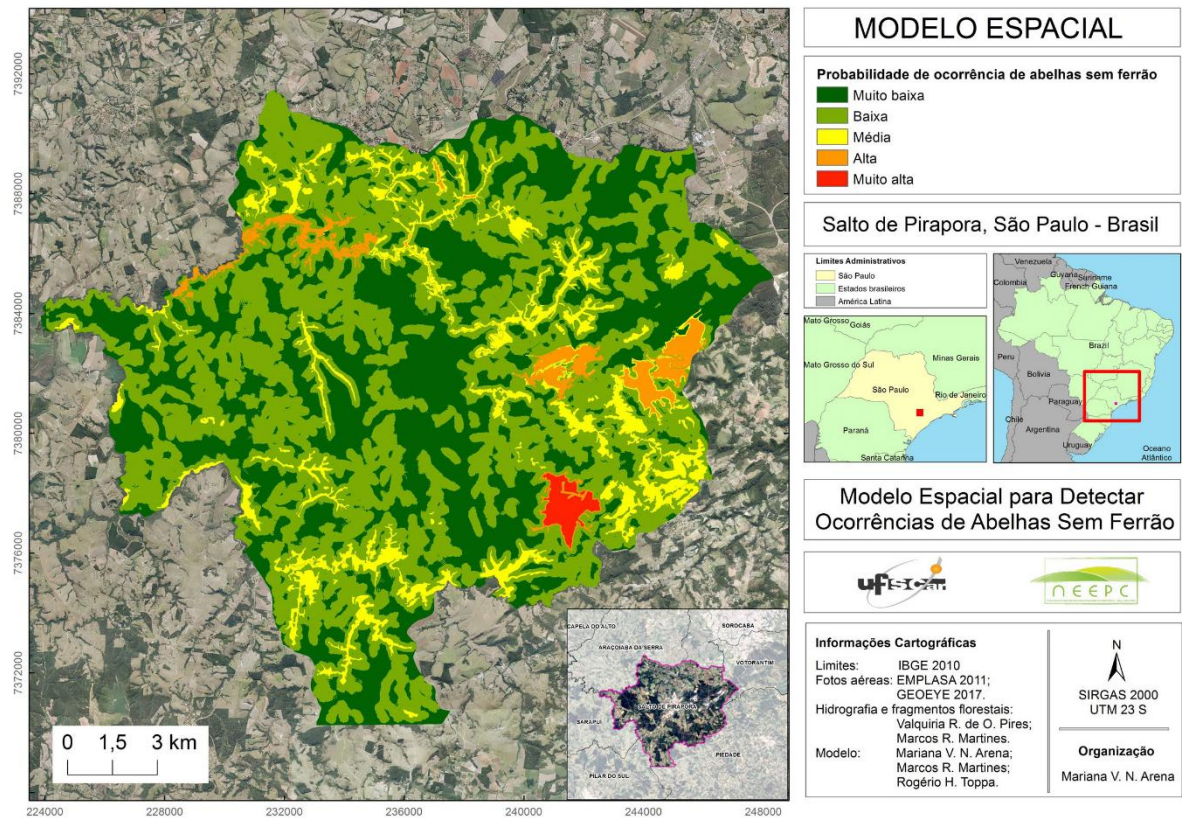 MODELO ESPACIAL
Probabilidade de ocorrência de abelhas sem ferrão
Muito baixa
Baixa
Média
Alta
Muito alta
Salto de Pirapora, São Paulo - Brasil
Limites Administrativos
São Paulo
Estados brasileiros
América Latina
Mato Grosso
Goiás
Mato Grosso do Sul
Minas Gerais
São Paulo
Rio de Janeiro
Paraná
Santa Catarina
Venezuela
Guyana
Suriname
French Guiana
Colombia
Brazil
Peru
Bolivia
Paraguay
Chile
Argentina
Uruguay
Oceano
Atlântico
Modelo Espacial para Detectar
Ocorrências de Abelhas Sem Ferrão
ufscar
NEEPC
Informações Cartográficas
Limites: IBGE 2010
Fotos aéreas: EMPLASA 2011;
GEOEYE 2017.
Hidrografia e fragmentos florestais:
Valquiria R. de O. Pires;
Marcos R. Martines.
Modelo: Mariana V. N. Arena;
Marcos R. Martines;
Rogério H. Toppa.
N
SIRGAS 2000
UTM 23 S
Organização
Mariana V. N. Arena
7392000
7388000
7384000
7380000
7376000
7372000
0 1,5 3 km
CAPELA DO ALTO
SOROCABA
ARAÇOIABA DA SERRA
VOTORANTIM
SALTO DE PIRAPORA
SARAPUÍ
PIEDADE
PILAR DO SUL
224000 228000 232000 236000 240000 244000 248000